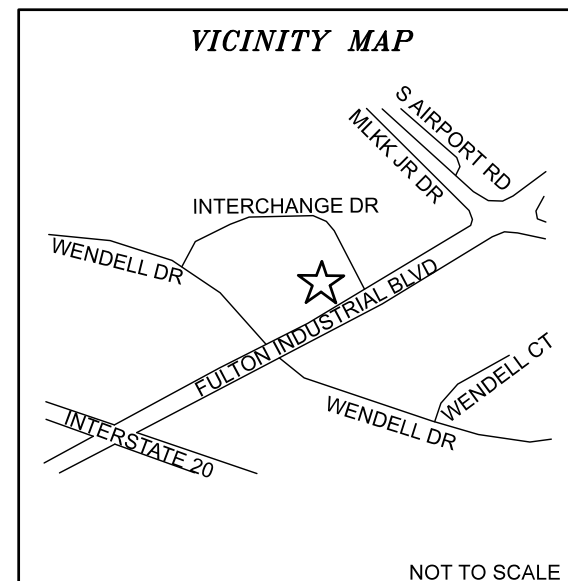 VICINITY MAP
S AIRPORT RD
MLKK JR DR
INTERCHANGE DR
WENDELL DR
FULTON INDUSTRIAL BLVD
WENDELL CT
WENDELL DR
INTERSTATE 20
NOT TO SCALE